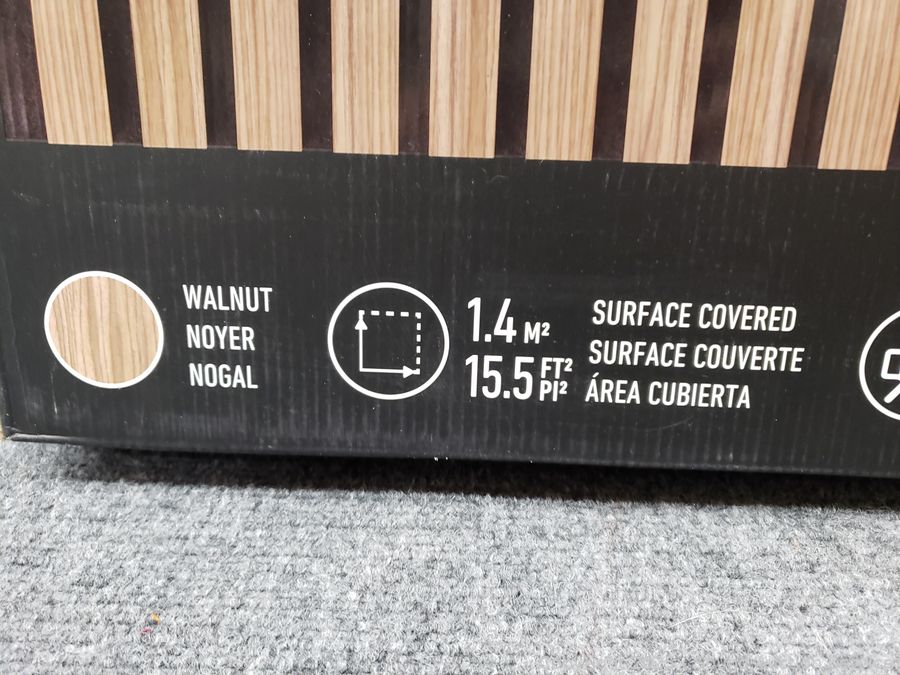 WALNUT
NOYER
NOGAL
1.4 M²
15.5 FT² PI²
SURFACE COVERED
SURFACE COUVERTE
ÁREA CUBIERTA